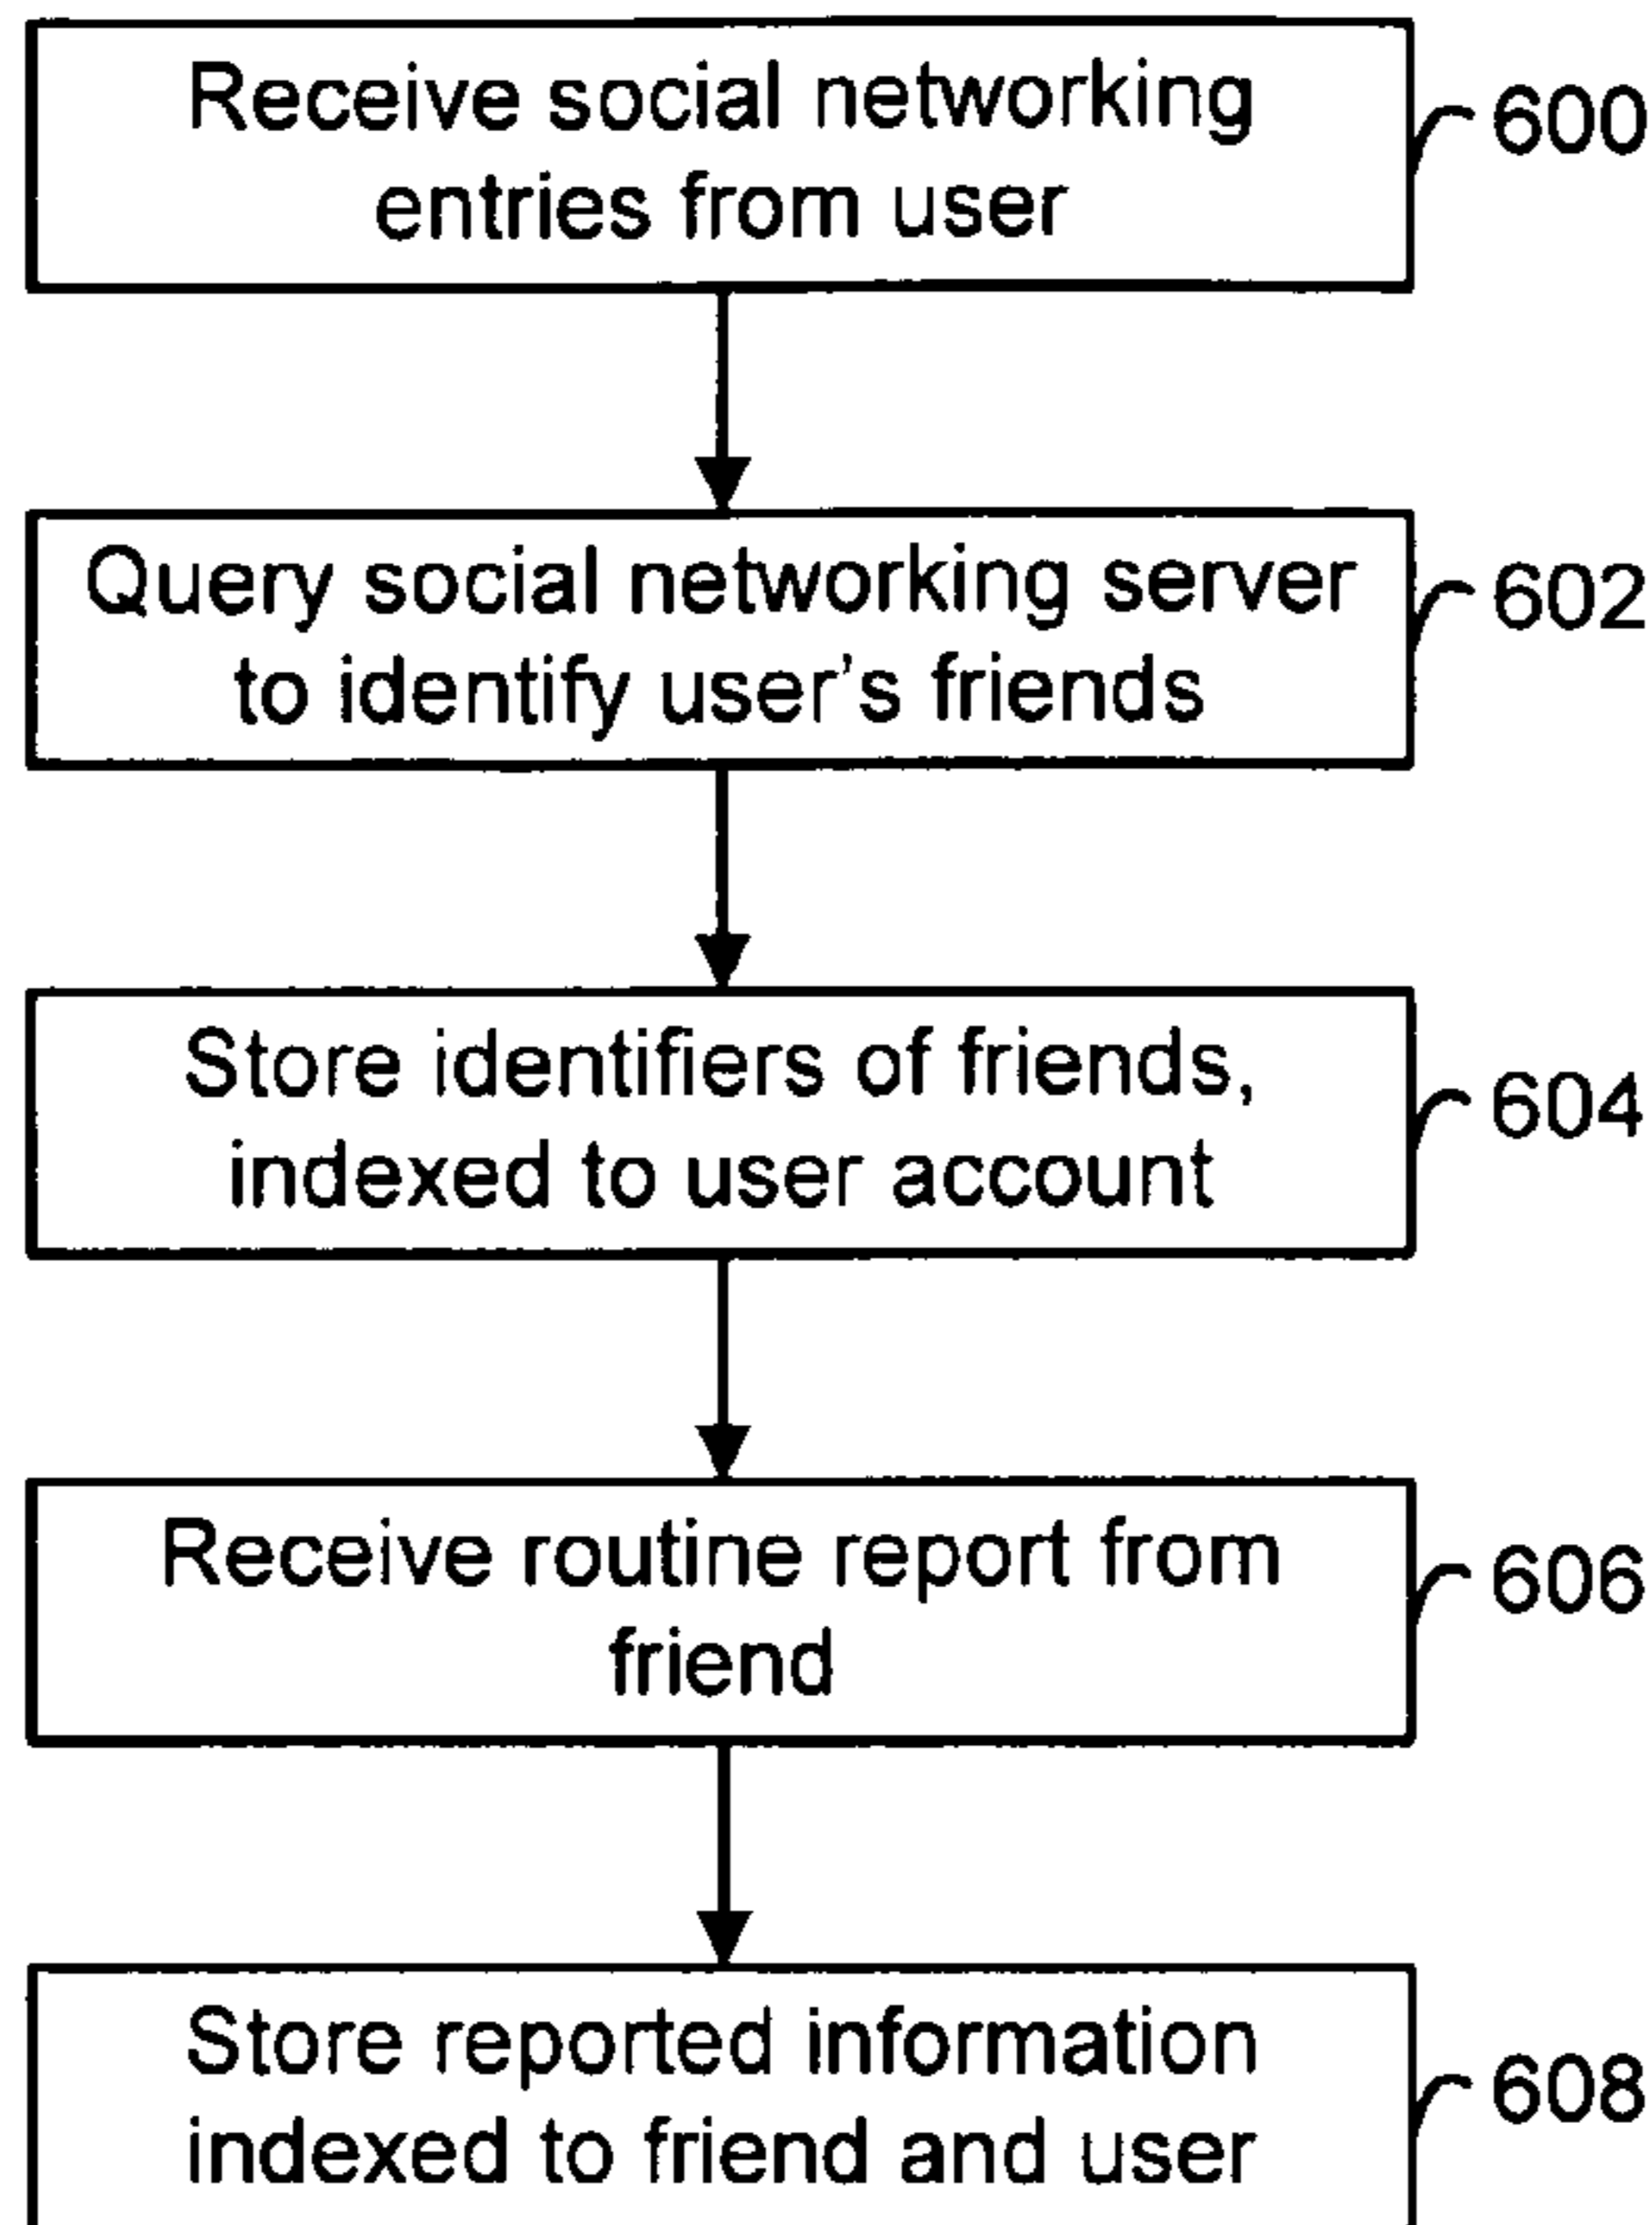 Receive social networking
entries from user
600
Query social networking server
to identify user's friends
602
Store identifiers of friends,
indexed to user account
604
Receive routine report from
friend
606
Store reported information
indexed to friend and user
608